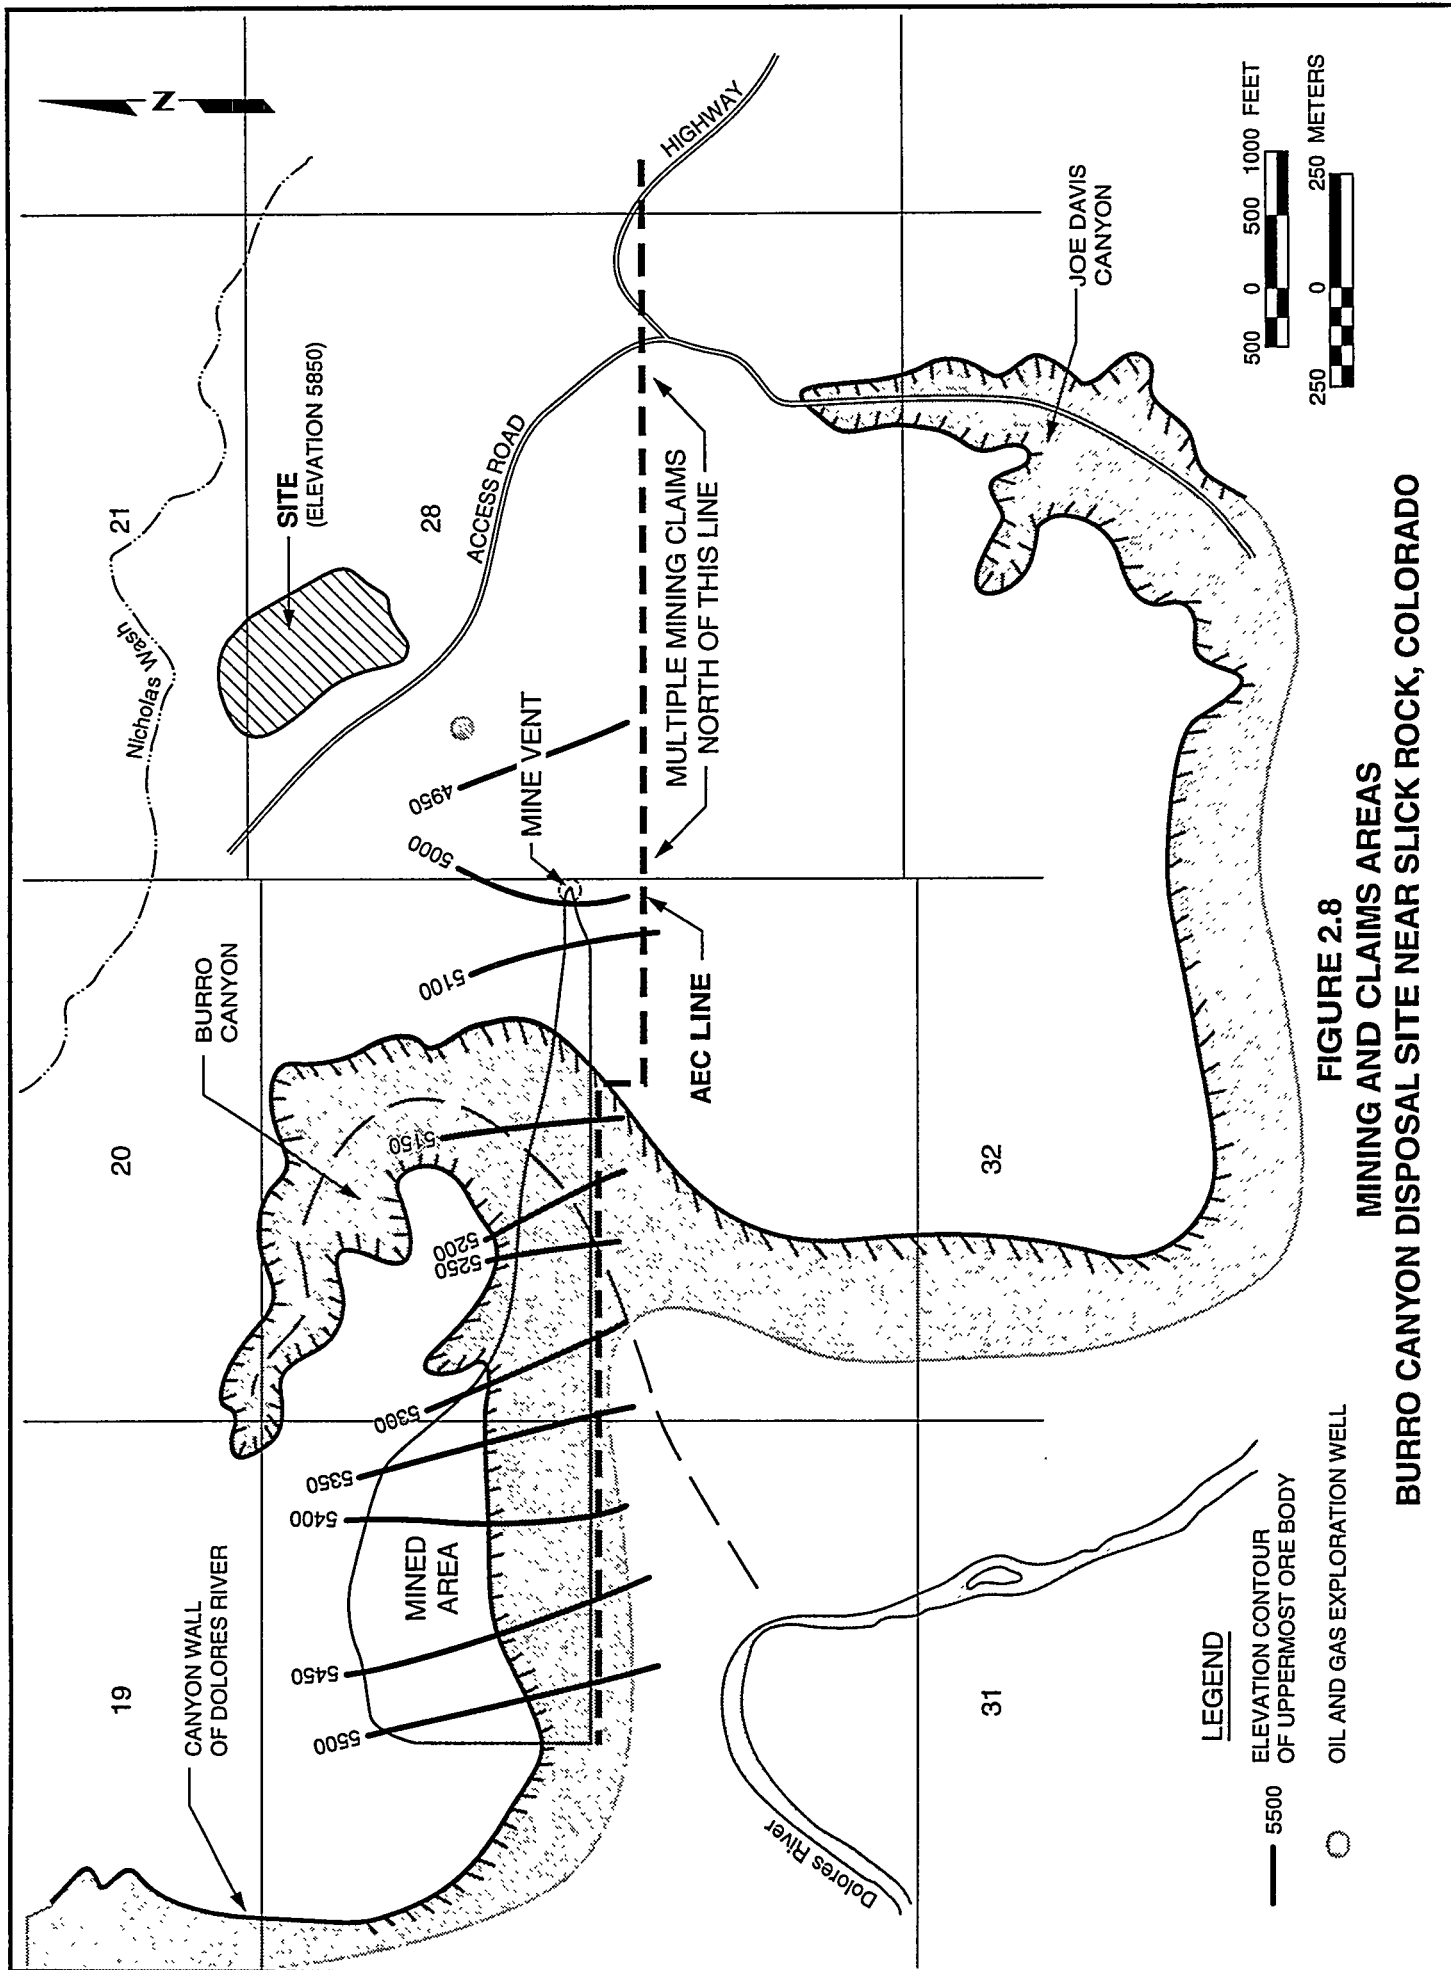 N
19
20
21
CANYON WALL
OF DOLORES RIVER
BURRO
CANYON
Nicholas Wash
SITE
(ELEVATION 5850)
28
ACCESS ROAD
HIGHWAY
5500
5450
5400
5350
5300
5250
5200
5150
5100
5000
4950
MINED
AREA
MINE VENT
AEC LINE
MULTIPLE MINING CLAIMS
NORTH OF THIS LINE
Dolores River
31
32
JOE DAVIS
CANYON
LEGEND
5500
ELEVATION CONTOUR
OF UPPERMOST ORE BODY
OIL AND GAS EXPLORATION WELL
500 0 500 1000 FEET
250 0 250 METERS
FIGURE 2.8
MINING AND CLAIMS AREAS
BURRO CANYON DISPOSAL SITE NEAR SLICK ROCK, COLORADO